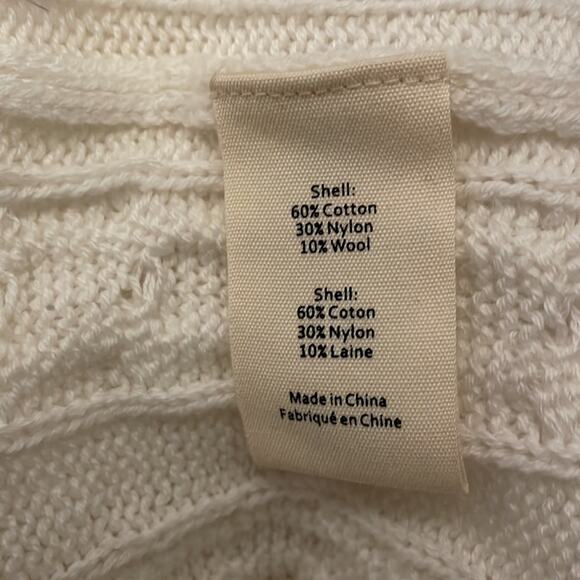 Shell:
60% Cotton
30% Nylon
10% Wool
Shell:
60% Coton
30% Nylon
10% Laine
Made in China
Fabriqué en Chine